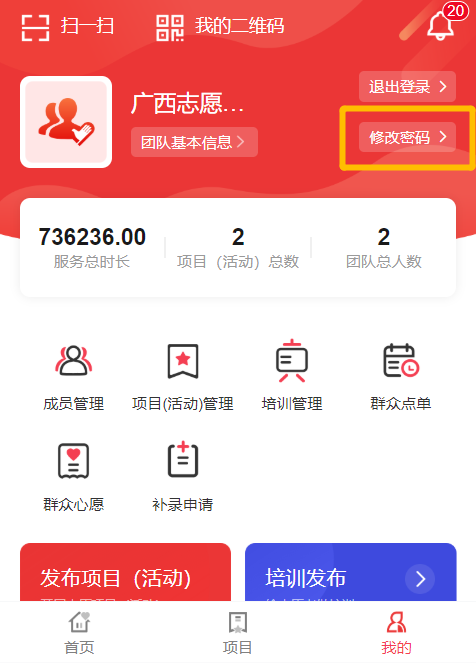 扫一扫 我的二维码 20
退出登录
广西志愿...
团队基本信息
修改密码
736236.00 2 2
服务总时长 项目（活动）总数 团队总人数
成员管理 项目(活动)管理 培训管理 群众点单
群众心愿 补录申请
发布项目（活动） 培训发布
首页 项目 我的